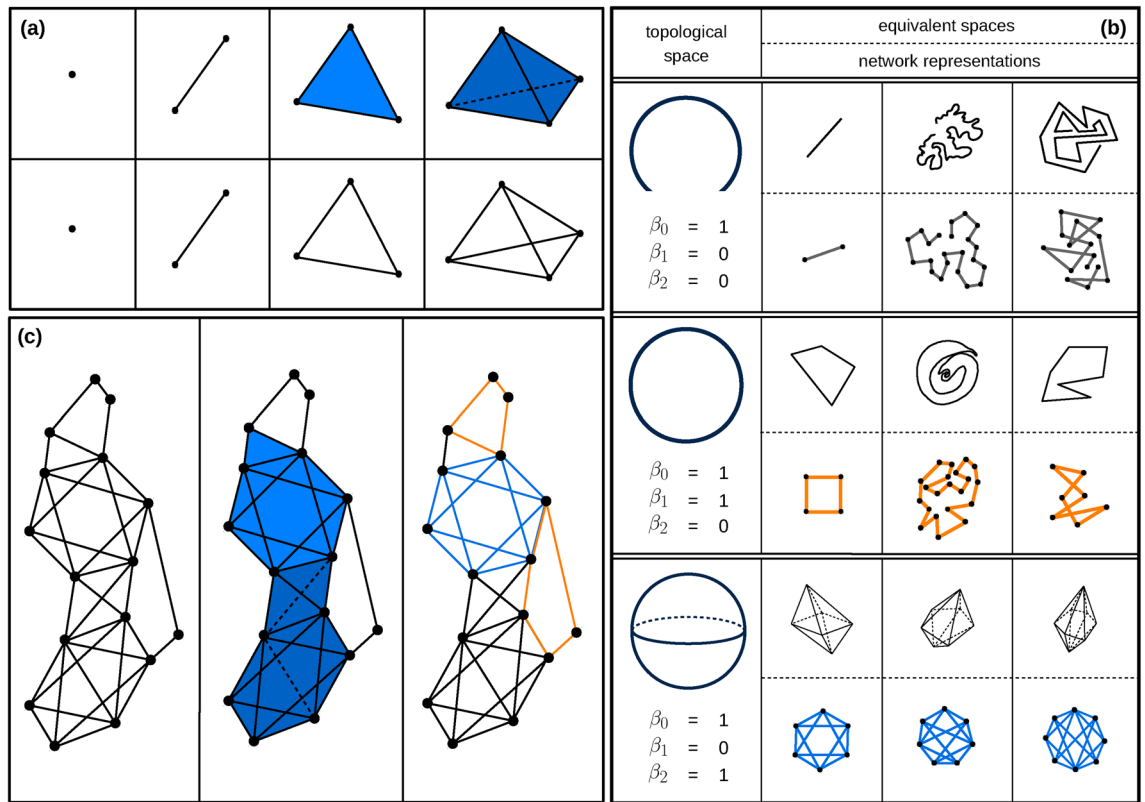 (a)
(b)
topological
space
equivalent spaces
network representations
β₀ = 1
β₁ = 0
β₂ = 0
β₀ = 1
β₁ = 1
β₂ = 0
β₀ = 1
β₁ = 0
β₂ = 1
(c)